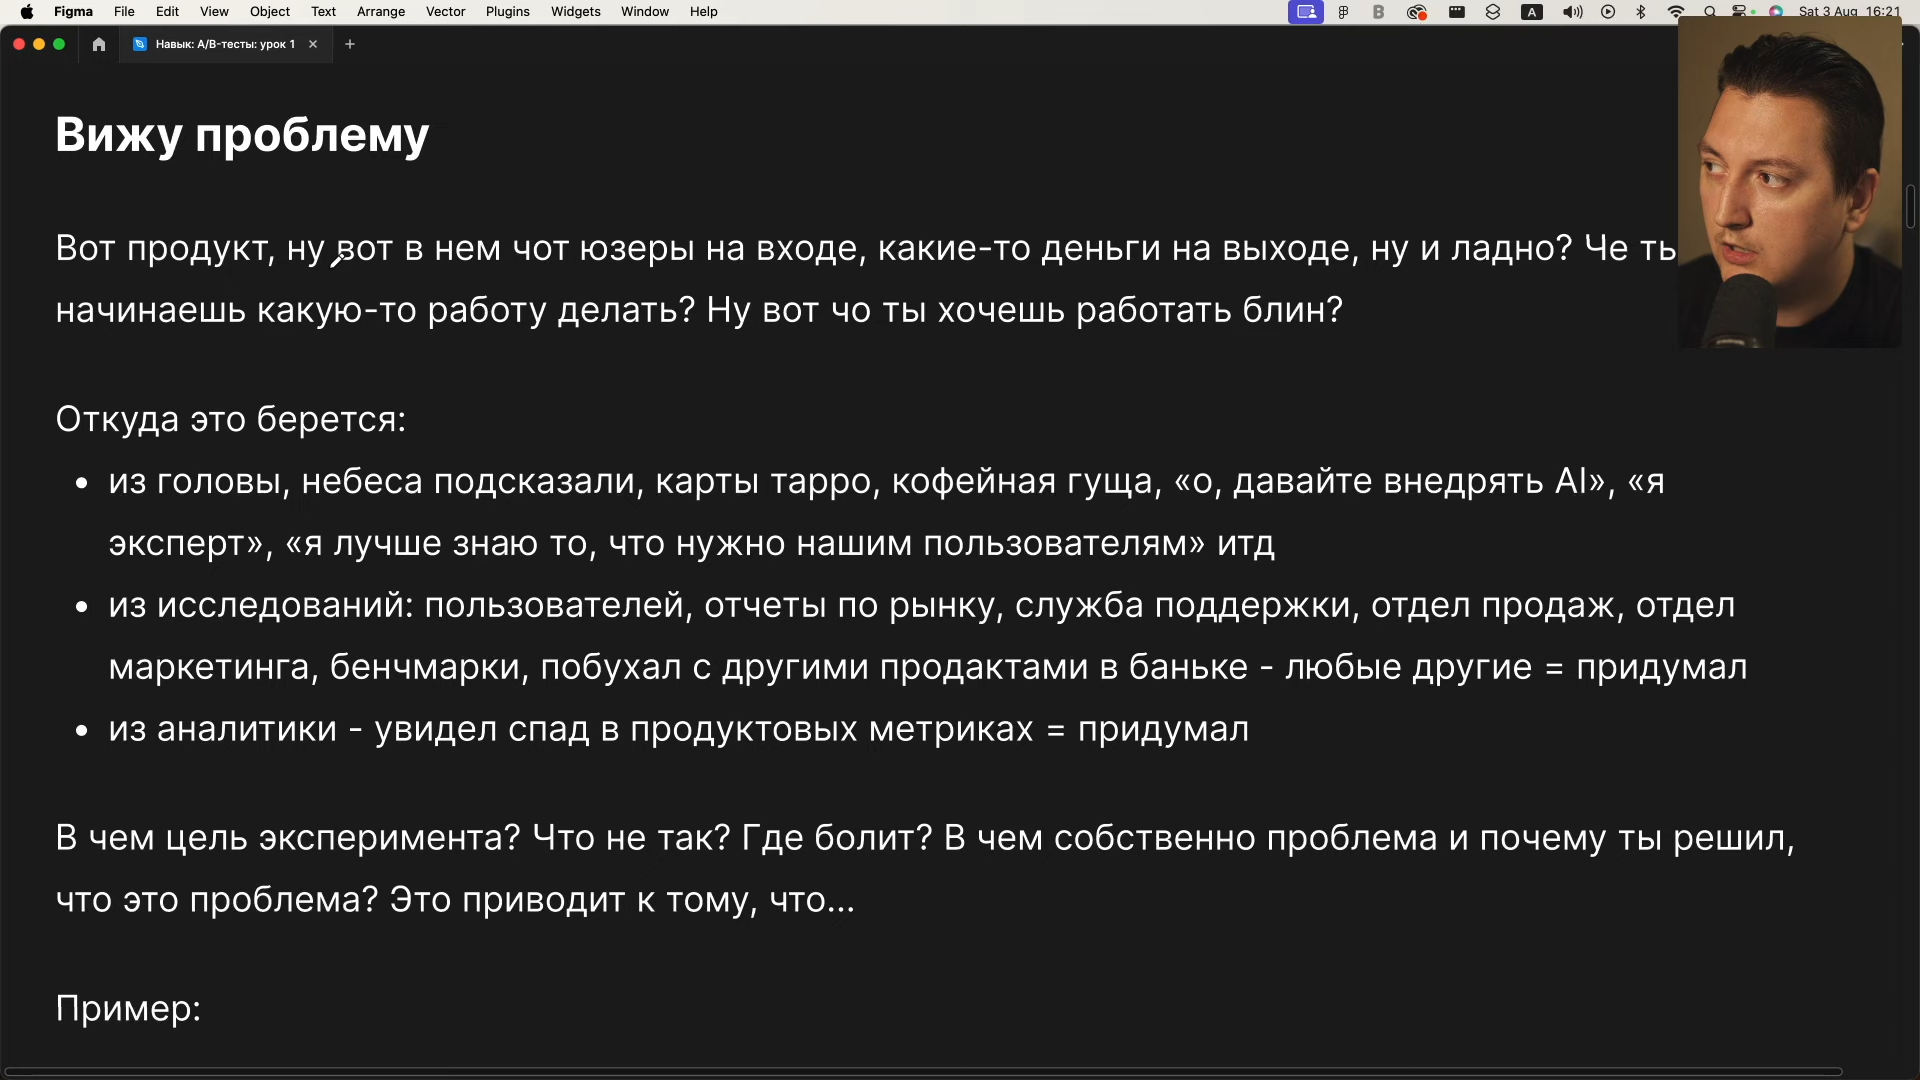 Figma File Edit View Object Text Arrange Vector Plugins Widgets Window Help A Sat 3 Aug 16:21
Навык: A/B-тесты: урок 1
Вижу проблему
Вот продукт, ну вот в нем чот юзеры на входе, какие-то деньги на выходе, ну и ладно? Че ты
начинаешь какую-то работу делать? Ну вот чо ты хочешь работать блин?
Откуда это берется:
• из головы, небеса подсказали, карты тарро, кофейная гуща, «о, давайте внедрять AI», «я
эксперт», «я лучше знаю то, что нужно нашим пользователям» итд
• из исследований: пользователей, отчеты по рынку, служба поддержки, отдел продаж, отдел
маркетинга, бенчмарки, побухал с другими продактами в баньке - любые другие = придумал
• из аналитики - увидел спад в продуктовых метриках = придумал
В чем цель эксперимента? Что не так? Где болит? В чем собственно проблема и почему ты решил,
что это проблема? Это приводит к тому, что...
Пример: